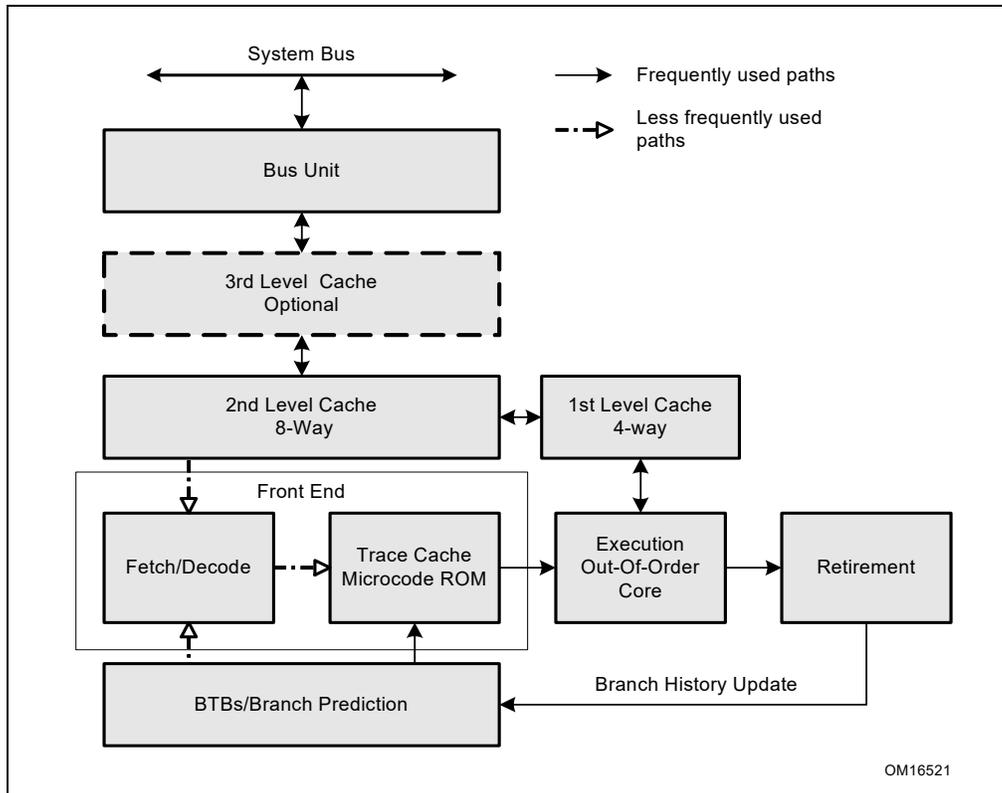 System Bus
Frequently used paths
Less frequently used
paths
Bus Unit
3rd Level Cache
Optional
2nd Level Cache
8-Way
1st Level Cache
4-way
Front End
Fetch/Decode
Trace Cache
Microcode ROM
Execution
Out-Of-Order
Core
Retirement
BTBs/Branch Prediction
Branch History Update
OM16521